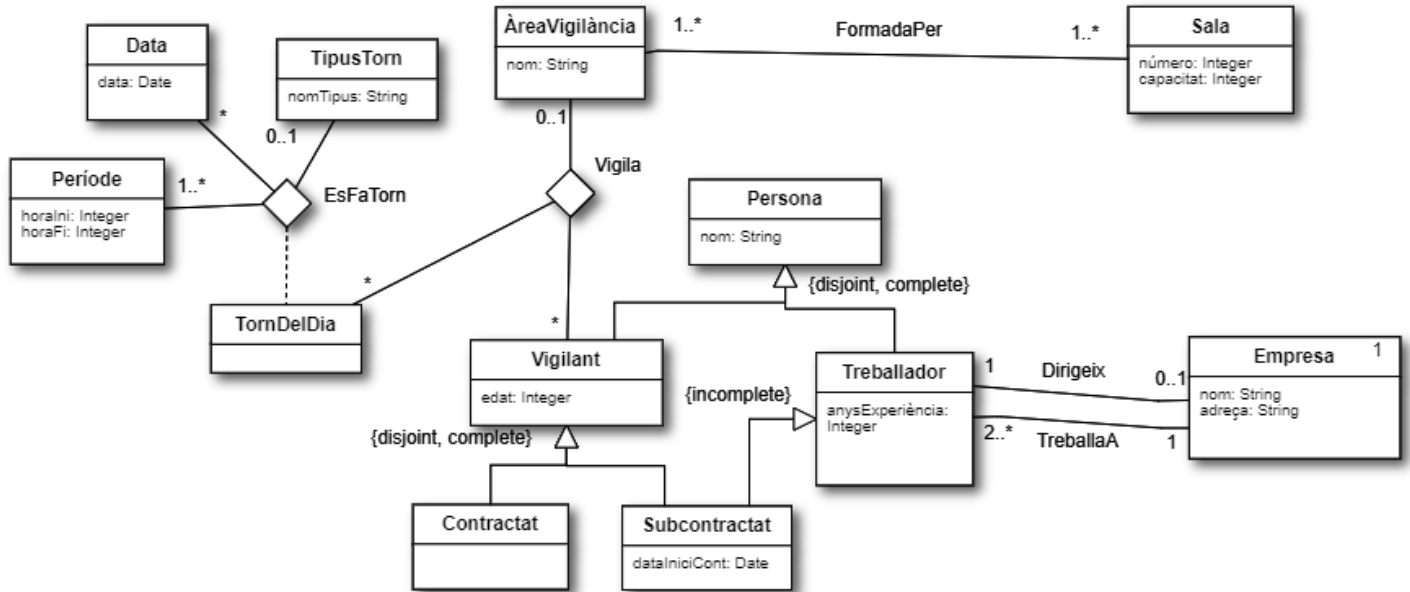 Data
data: Date
TipusTorn
nomTipus: String
ÀreaVigilància
nom: String
1..*
FormadaPer
1..*
Sala
número: Integer
capacitat: Integer
*
0..1
0..1
Període
horaIni: Integer
horaFi: Integer
1..*
EsFaTorn
Vigila
Persona
nom: String
*
*
{disjoint, complete}
TornDelDia
Vigilant
edat: Integer
{incomplete}
Treballador
anysExperiència:
Integer
1
Dirigeix
0..1
2..*
TreballaA
1
Empresa
1
nom: String
adreça: String
{disjoint, complete}
Contractat
Subcontractat
dataIniciCont: Date